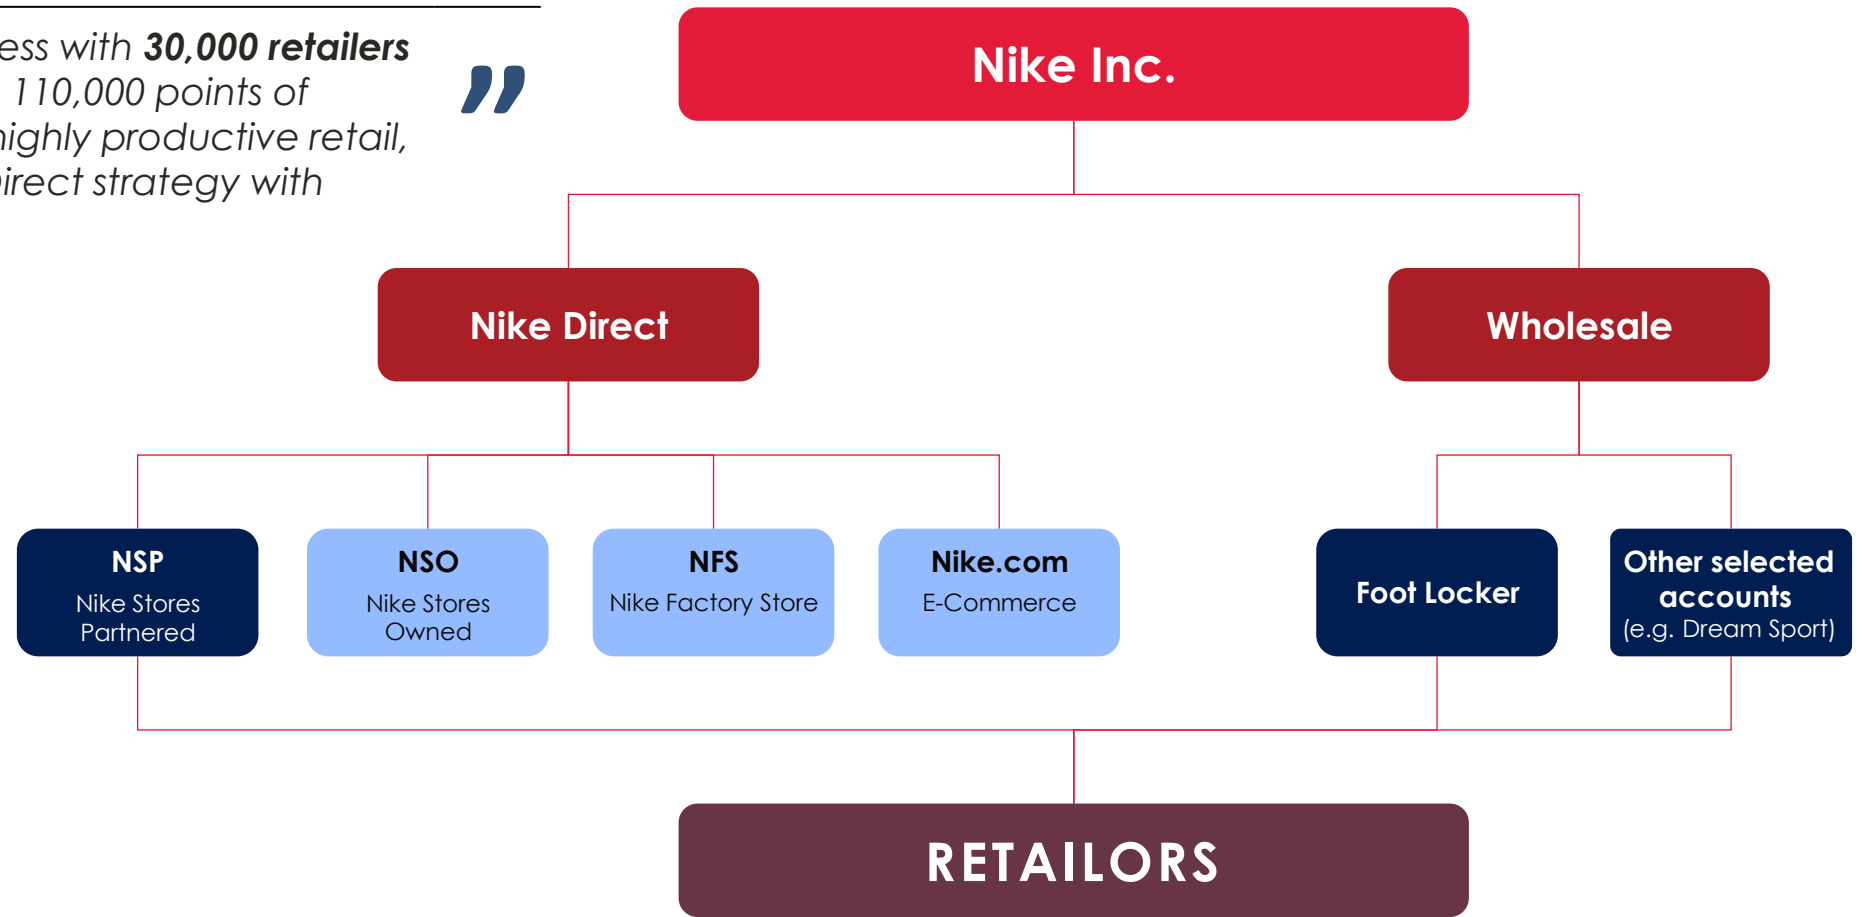 ess with 30,000 retailers
110,000 points of
highly productive retail,
Direct strategy with
”
Nike Inc.
Nike Direct
Wholesale
NSP
Nike Stores
Partnered
NSO
Nike Stores
Owned
NFS
Nike Factory Store
Nike.com
E-Commerce
Foot Locker
Other selected
accounts
(e.g. Dream Sport)
RETAILORS